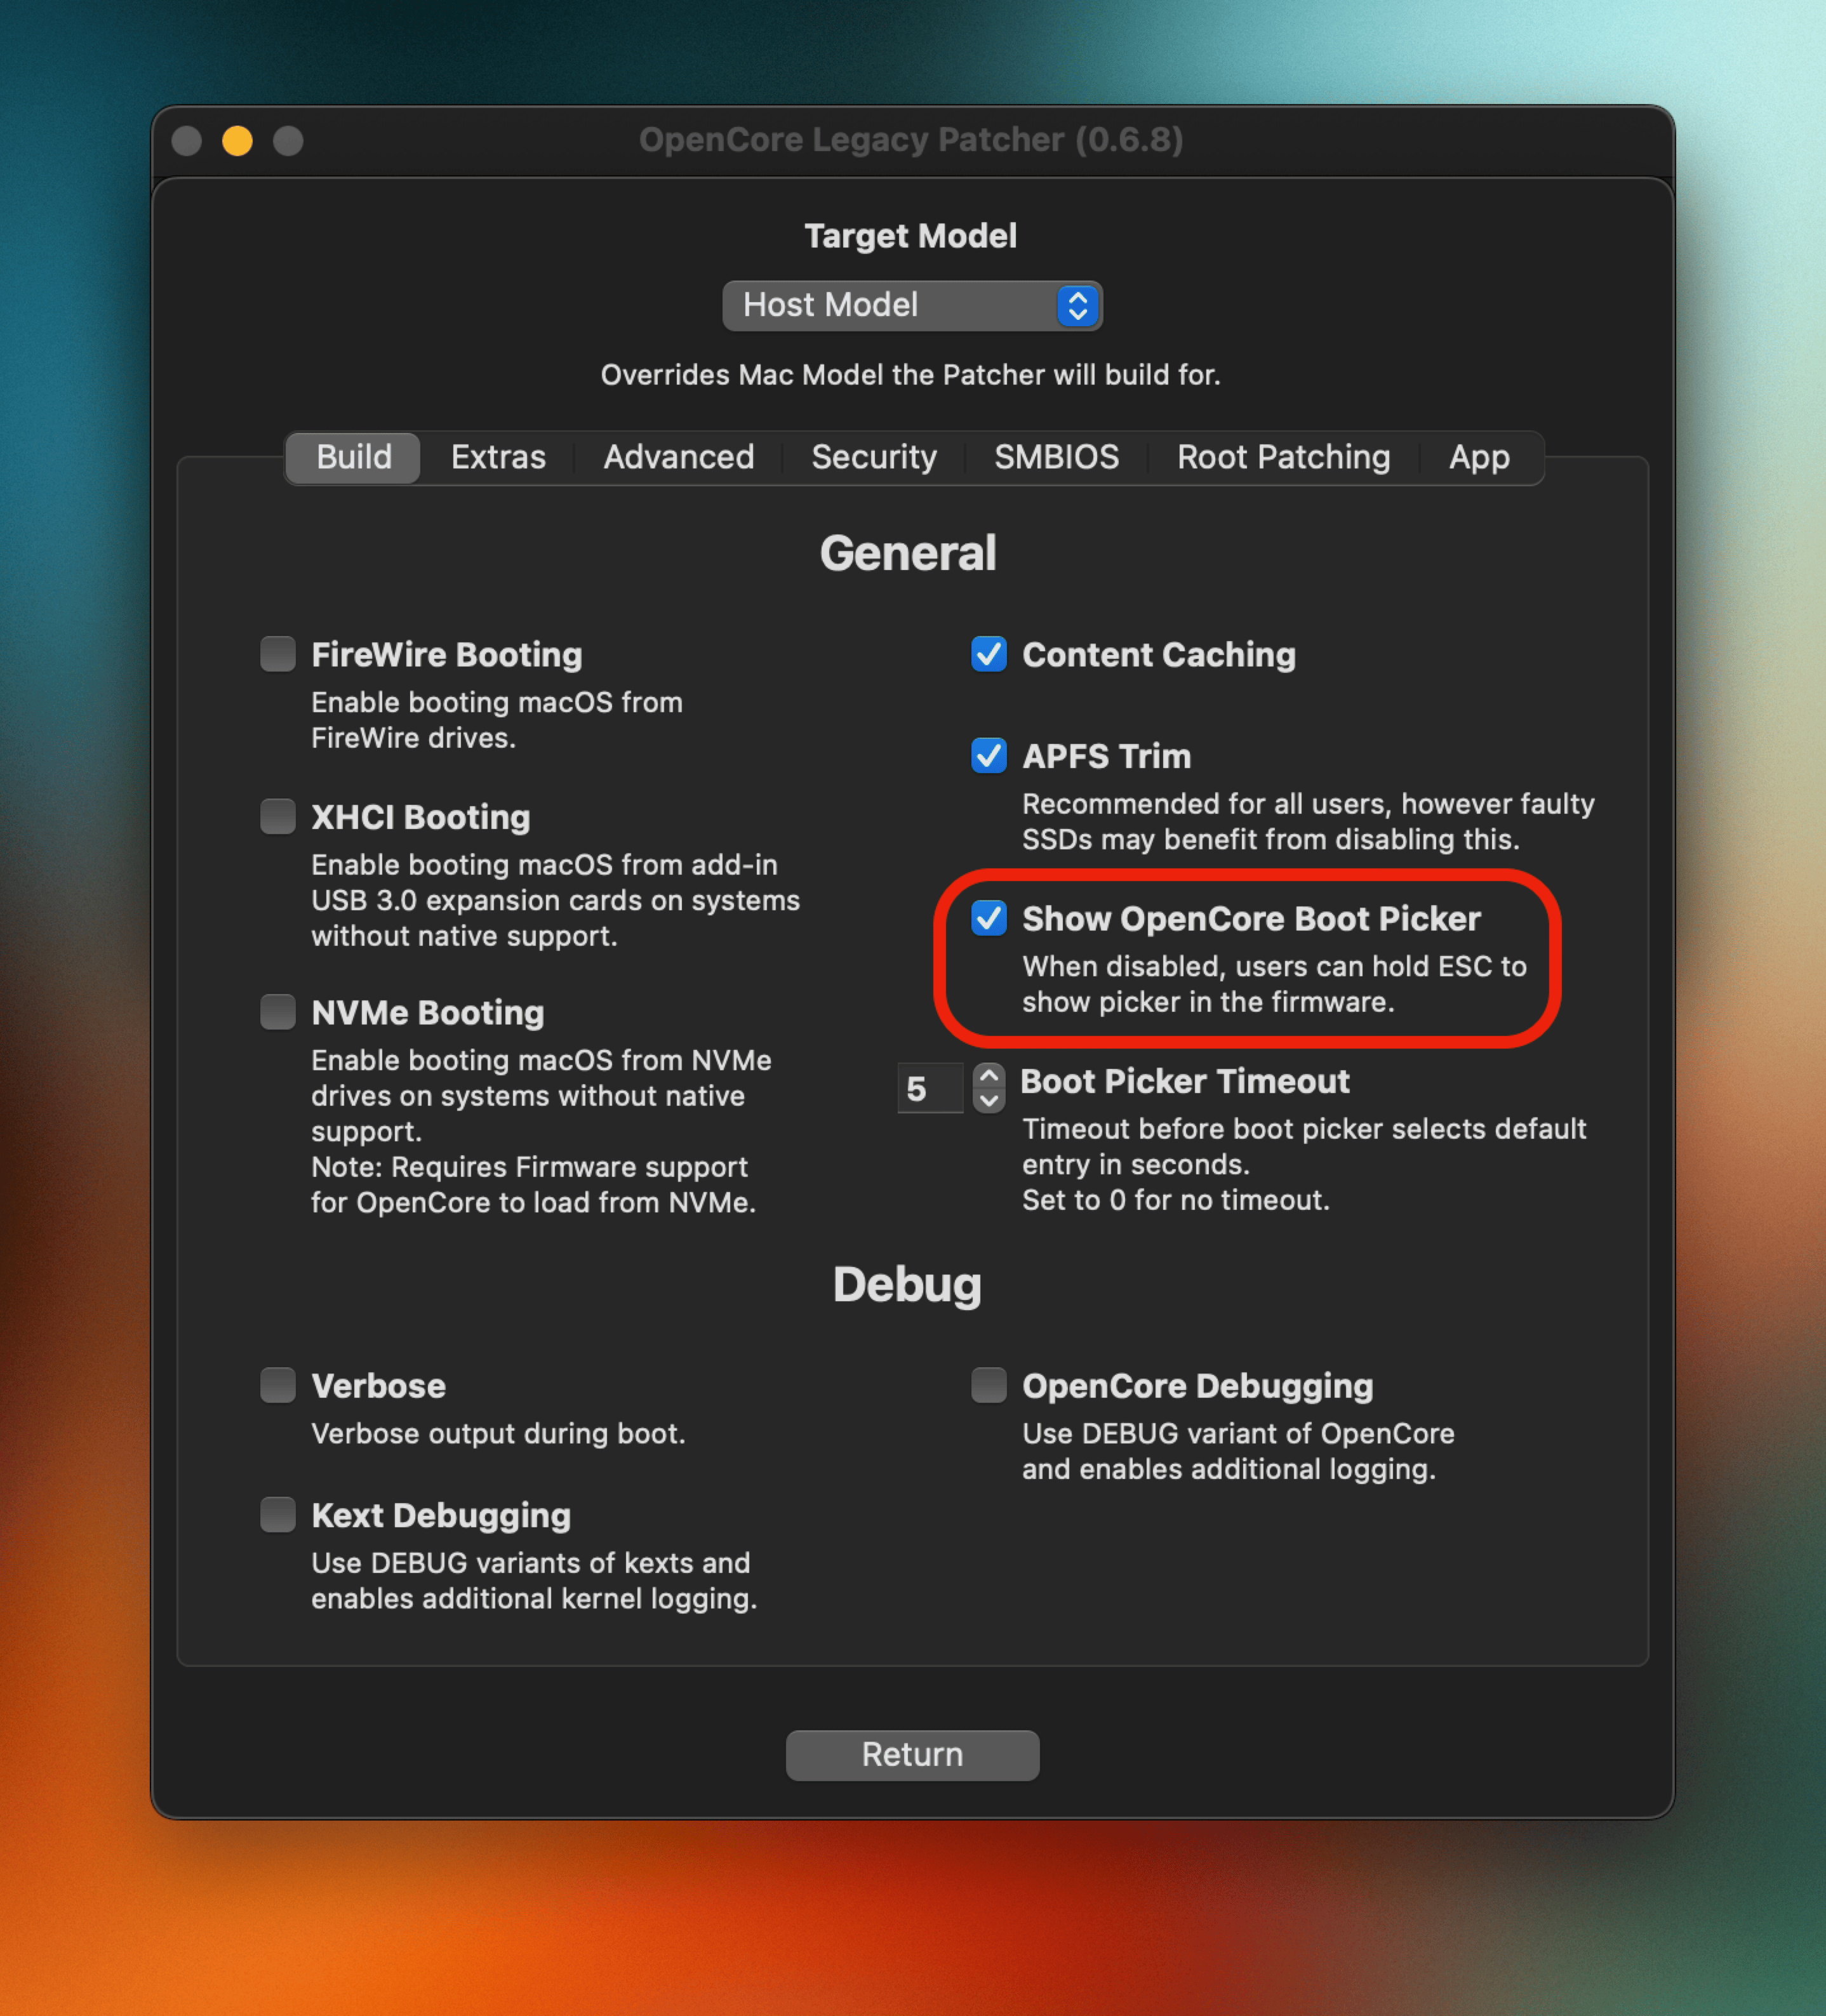 OpenCore Legacy Patcher (0.6.8)
Target Model
Host Model
Overrides Mac Model the Patcher will build for.
Build Extras Advanced Security SMBIOS Root Patching App
General
FireWire Booting
Enable booting macOS from
FireWire drives.
XHCI Booting
Enable booting macOS from add-in
USB 3.0 expansion cards on systems
without native support.
NVMe Booting
Enable booting macOS from NVMe
drives on systems without native
support.
Note: Requires Firmware support
for OpenCore to load from NVMe.
Content Caching
APFS Trim
Recommended for all users, however faulty
SSDs may benefit from disabling this.
Show OpenCore Boot Picker
When disabled, users can hold ESC to
show picker in the firmware.
5 Boot Picker Timeout
Timeout before boot picker selects default
entry in seconds.
Set to 0 for no timeout.
Debug
Verbose
Verbose output during boot.
Kext Debugging
Use DEBUG variants of kexts and
enables additional kernel logging.
OpenCore Debugging
Use DEBUG variant of OpenCore
and enables additional logging.
Return